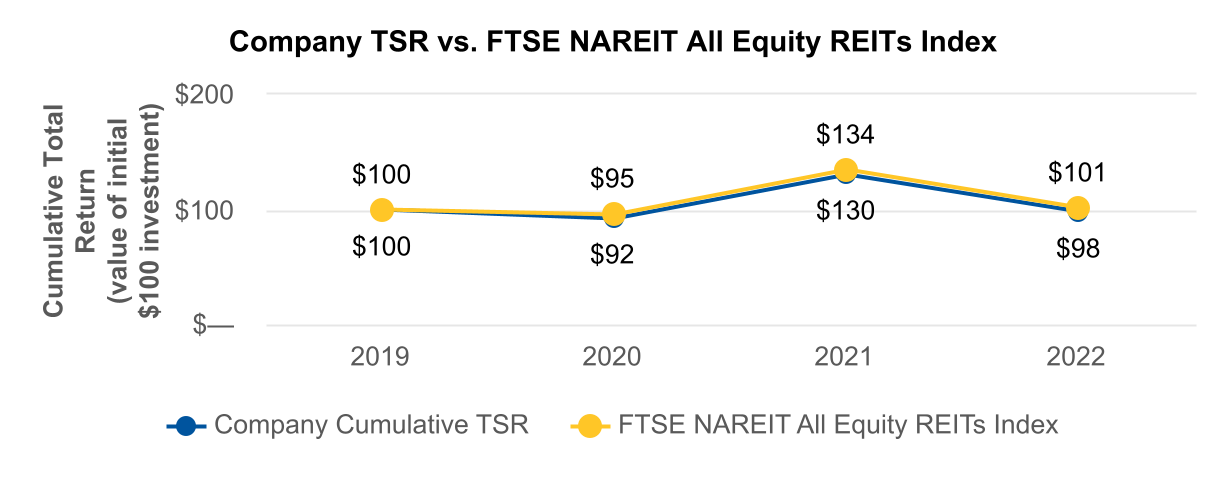 Company TSR vs. FTSE NAREIT All Equity REITs Index
Cumulative Total
Return
(value of initial
$100 investment)
$200
$100
$—
$100
$95
$134
$101
$100
$92
$130
$98
2019
2020
2021
2022
Company Cumulative TSR
FTSE NAREIT All Equity REITs Index